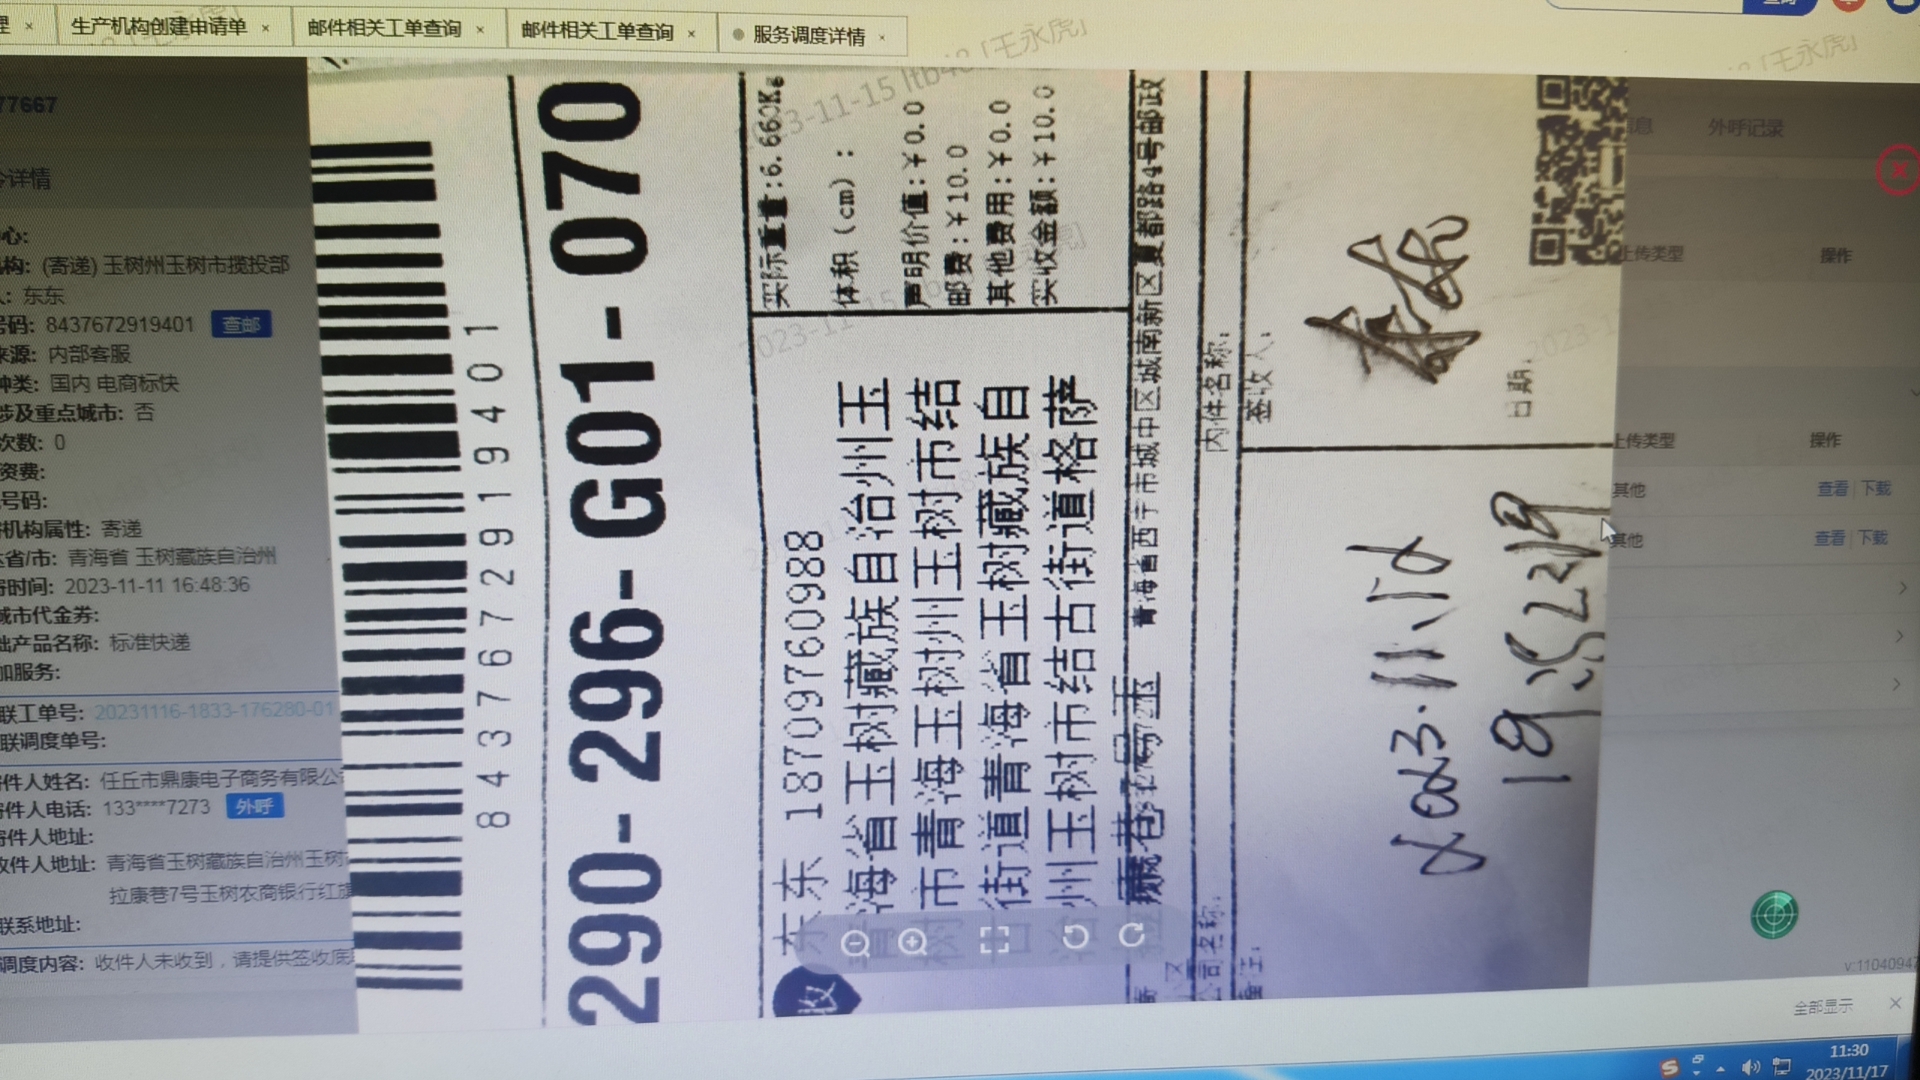 生产机构创建申请单 ×
邮件相关工单查询 ×
邮件相关工单查询 ×
服务调度详情 ×
77667
详情
心:
构: (寄递) 玉树州玉树市揽投部
: 东东
号码: 8437672919401 查邮
来源: 内部客服
种类: 国内 电商标快
涉及重点城市: 否
次数: 0
资费:
号码:
机构属性: 寄递
省/市: 青海省 玉树藏族自治州
时间: 2023-11-11 16:48:36
城市代金券:
产品名称: 标准快递
加服务:
联工单号: 20231116-1833-176280-01
联调度单号:
件人姓名: 任丘市鼎康电子商务有限公
件人电话: 133****7273 外呼
寄件人地址:
收件人地址: 青海省玉树藏族自治州玉树
拉康巷7号玉树农商银行红旗
联系地址:
调度内容: 收件人未收到，请提供签收底
8437672919401
290-296-G01-070
实际重量:6.660Kg
体积(cm):
声明价值:¥0.0
邮费:¥10.0
其他费用:¥0.0
实收金额:¥10.0
收
东东 18709760988
青海省玉树藏族自治州玉
树市青海玉树州玉树市结
古街道青海省玉树藏族自
治州玉树市结古街道格萨
青海省西宁市城中区城南新区夏都路4号邮政
内件名称:
签收人:
日期:
公司名称:
2023.11.14
外呼记录
上传类型 操作
上传类型 操作
其他 查看 | 下载
其他 查看 | 下载
v:1104094
全部显示 ×
11:30
2023/11/17
2023-11-15 ltb4
「王永虎」
「王永虎」